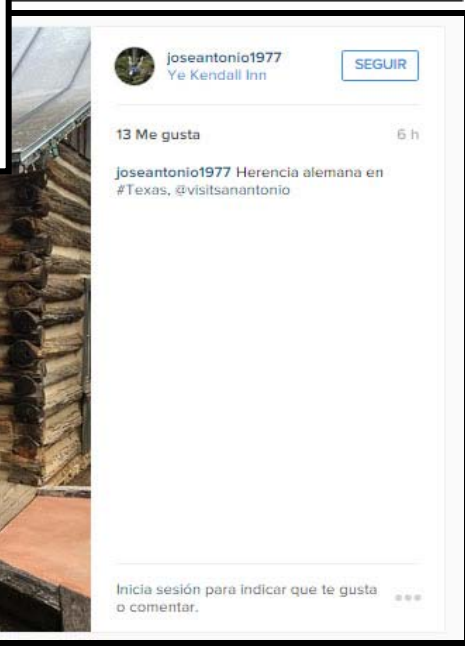 joseantonio1977
Ye Kendall Inn
SEGUIR
13 Me gusta
6 h
joseantonio1977 Herencia alemana en
#Texas, @visitsanantonio
Inicia sesión para indicar que te gusta
o comentar.